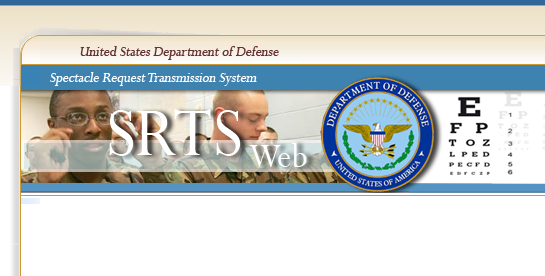 United States Department of Defense
Spectacle Request Transmission System
SRTS Web
DEPARTMENT OF DEFENSE
UNITED STATES OF AMERICA
E
F P 1
T O Z 2
L P E D 3
P E C F D 4
E D F C Z P 5
6